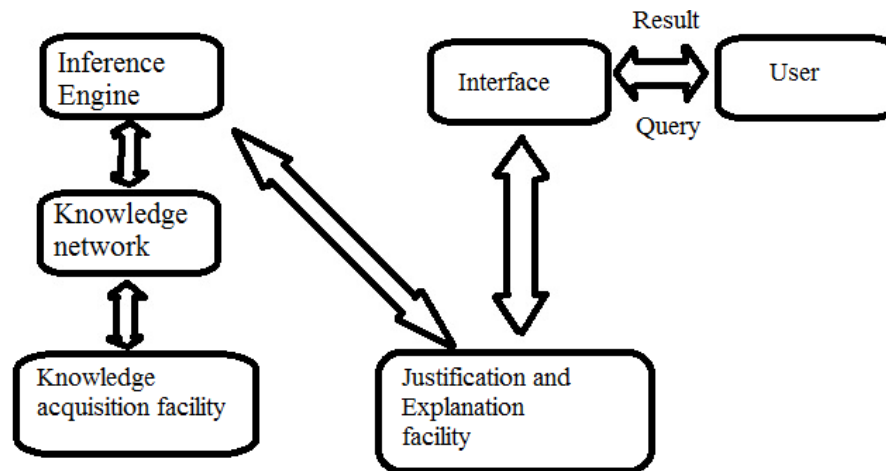 Result
Inference
Engine
Interface
User
Query
Knowledge
network
Knowledge
acquisition facility
Justification and
Explanation
facility